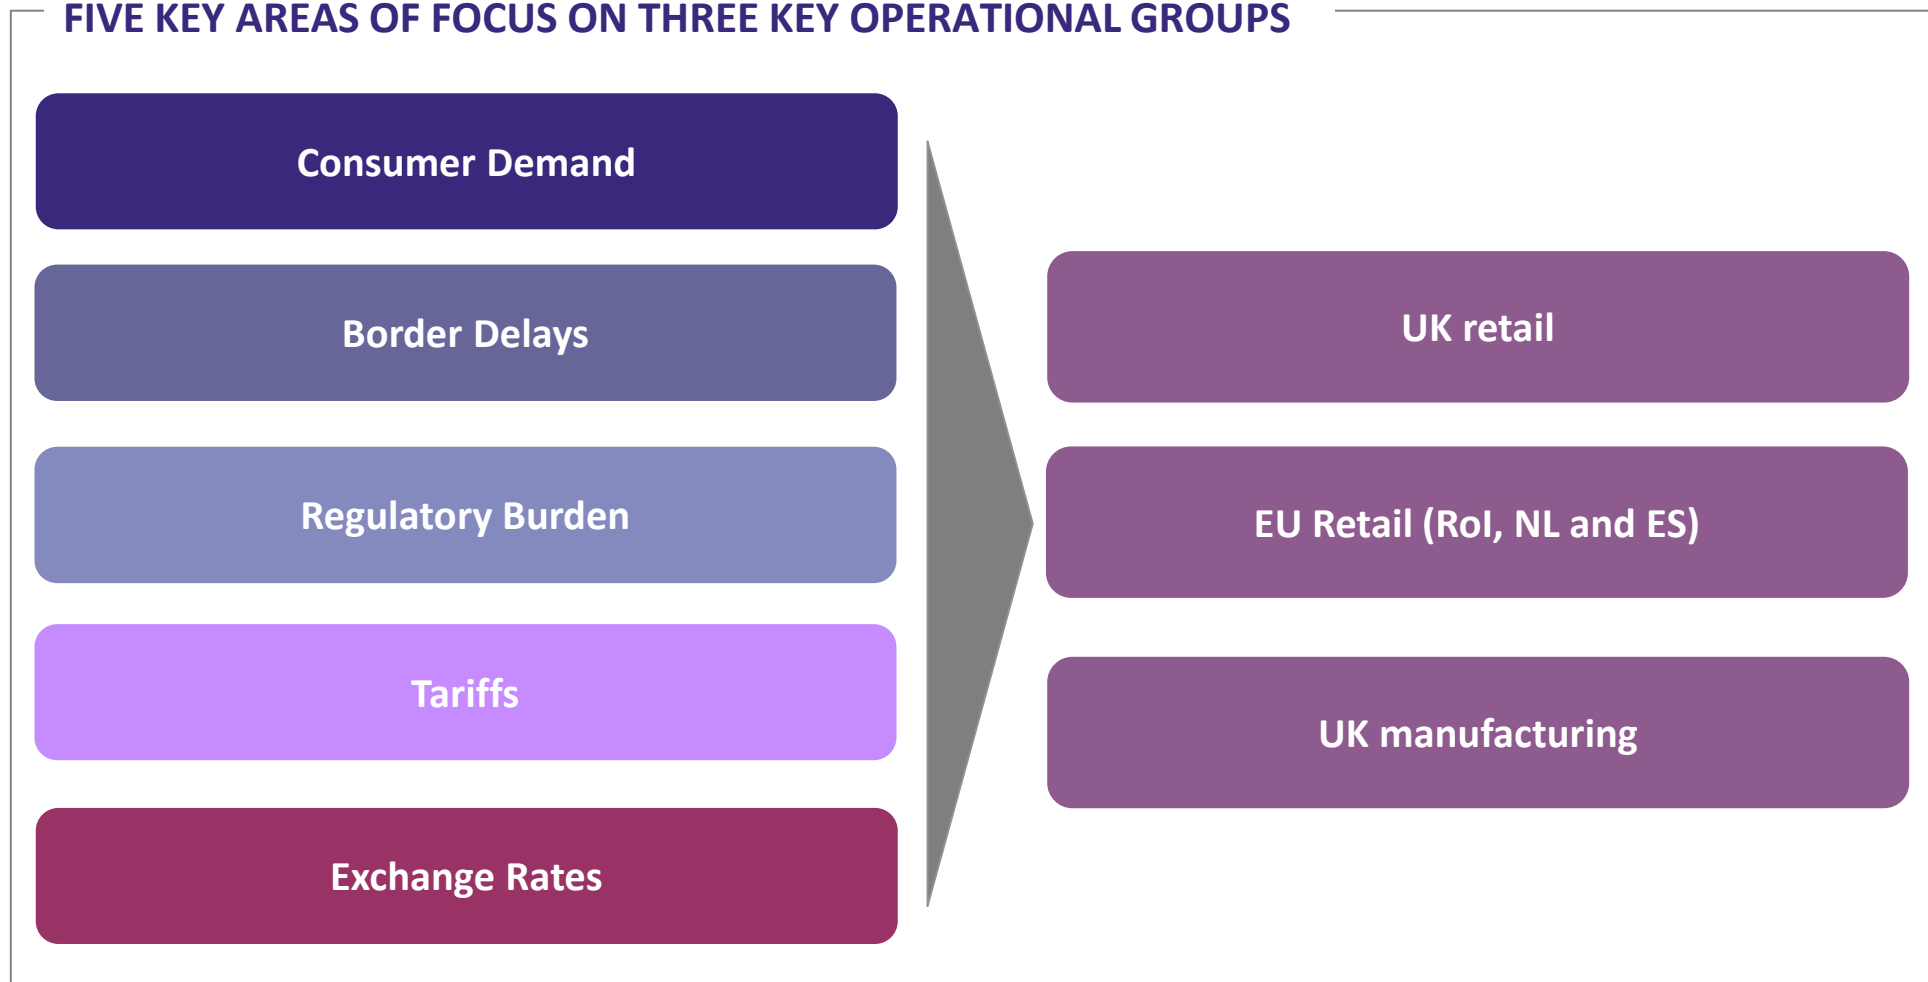 FIVE KEY AREAS OF FOCUS ON THREE KEY OPERATIONAL GROUPS
Consumer Demand
Border Delays
Regulatory Burden
Tariffs
Exchange Rates
UK retail
EU Retail (RoI, NL and ES)
UK manufacturing